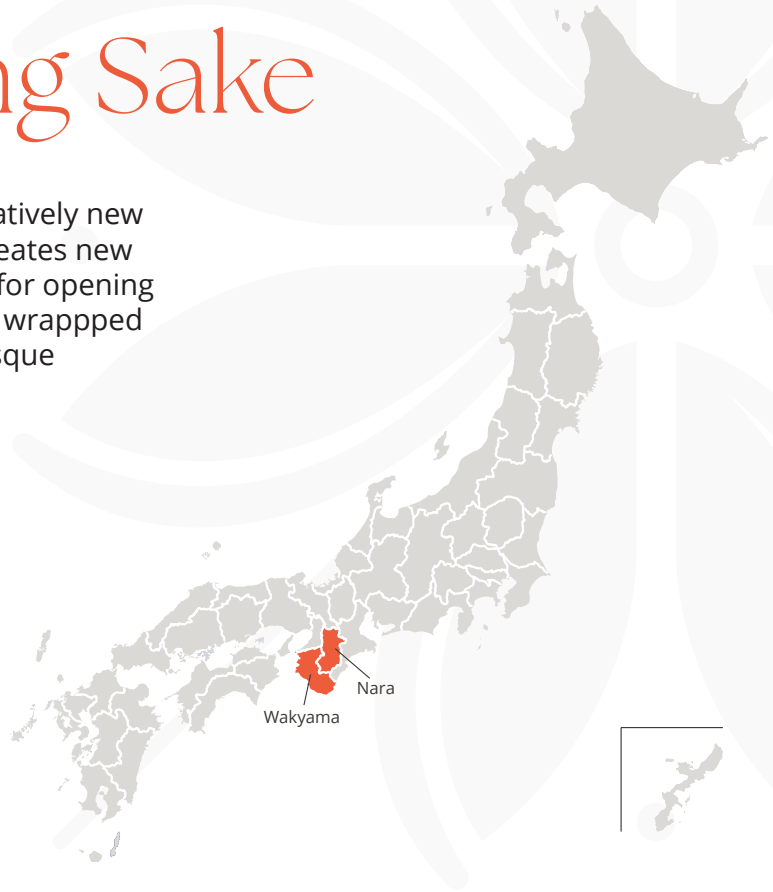 ng Sake
atively new
eates new
for opening
wrappped
sque
Nara
Wakyama